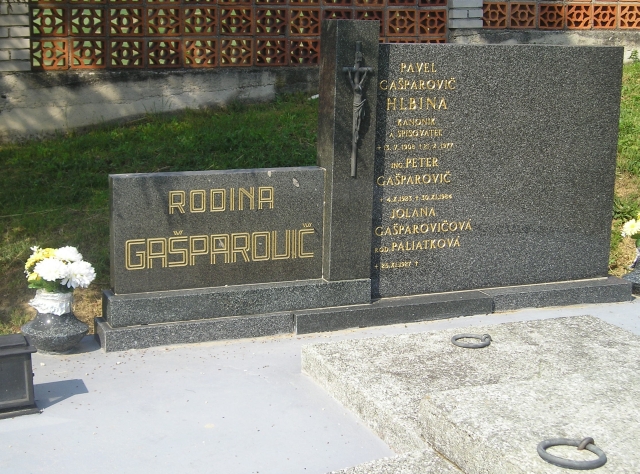 RODINA
GAŠPAROVIČ
PAVEL
GAŠPAROVIČ
HLBINA
KANONIK
A SPISOVATEĽ
ING. PETER
GAŠPAROVIČ
JOLANA
GAŠPAROVIČOVÁ
ROD. PALIATKOVÁ